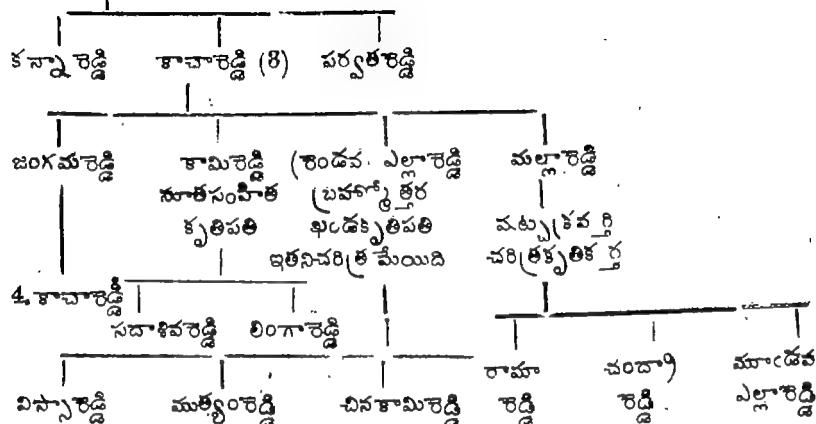 కన్నారెడ్డి కాచారెడ్డి (8) పర్వతరెడ్డి
జంగమరెడ్డి కామిరెడ్డి (రెండవ ఎల్లారెడ్డి మల్లారెడ్డి
సూతసంహిత బ్రహ్మోత్తర
కృతిపతి ఖండకృతిపతి షట్చక్రవర్తి
ఇతనిచరిత్ర మేయిది చరిత్రకృతికర్త
4. కాచారెడ్డి
సదాశివరెడ్డి లింగారెడ్డి
రామా చంద్రా మూఁడవ
విస్సారెడ్డి ముత్యంరెడ్డి చినకామిరెడ్డి రెడ్డి రెడ్డి ఎల్లారెడ్డి